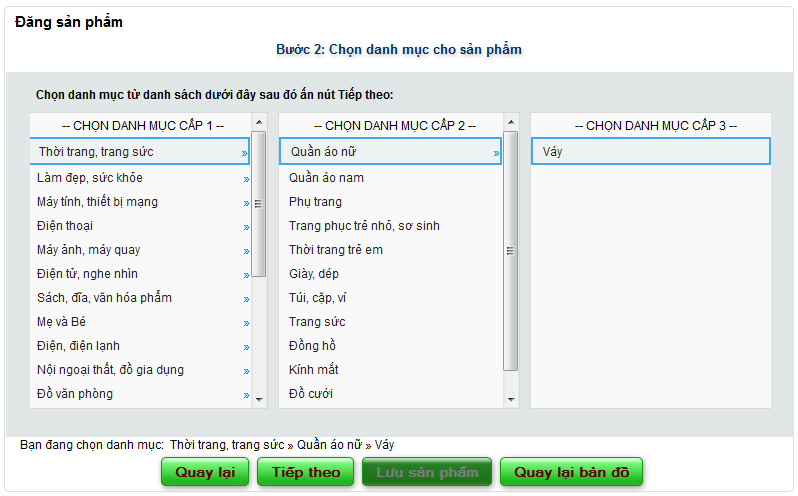 Đăng sản phẩm
Bước 2: Chọn danh mục cho sản phẩm
Chọn danh mục từ danh sách dưới đây sau đó ấn nút Tiếp theo:
-- CHỌN DANH MỤC CẤP 1 --
Thời trang, trang sức »
Làm đẹp, sức khỏe »
Máy tính, thiết bị mạng »
Điện thoại »
Máy ảnh, máy quay »
Điện tử, nghe nhìn »
Sách, đĩa, văn hóa phẩm »
Mẹ và Bé »
Điện, điện lạnh »
Nội ngoại thất, đồ gia dụng »
Đồ văn phòng »
-- CHỌN DANH MỤC CẤP 2 --
Quần áo nữ »
Quần áo nam
Phụ trang
Trang phục trẻ nhỏ, sơ sinh
Thời trang trẻ em
Giày, dép
Túi, cặp, ví
Trang sức
Đồng hồ
Kính mắt
Đồ cưới
-- CHỌN DANH MỤC CẤP 3 --
Váy
Bạn đang chọn danh mục: Thời trang, trang sức » Quần áo nữ » Váy
Quay lại Tiếp theo Lưu sản phẩm Quay lại bản đồ